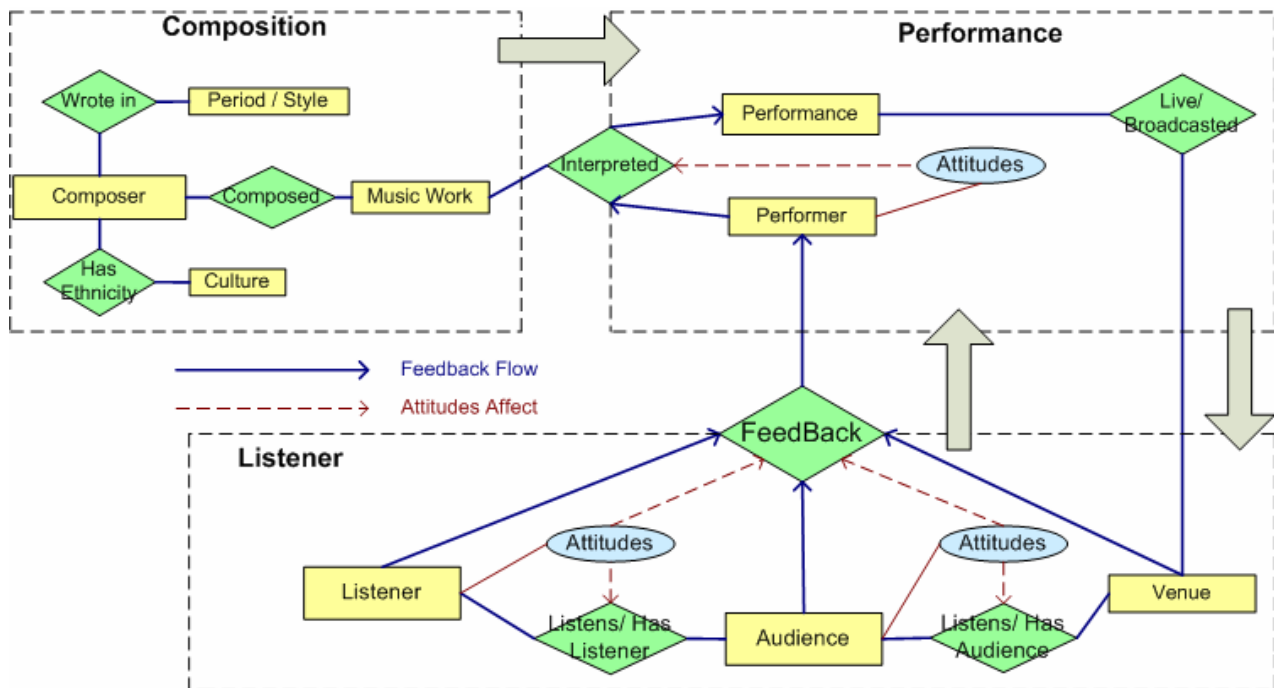 Composition
Performance
Wrote in
Period / Style
Performance
Live/
Broadcasted
Interpreted
Attitudes
Composer
Composed
Music Work
Performer
Has
Ethnicity
Culture
Feedback Flow
Attitudes Affect
FeedBack
Listener
Attitudes
Attitudes
Listener
Listens/ Has
Listener
Audience
Listens/ Has
Audience
Venue